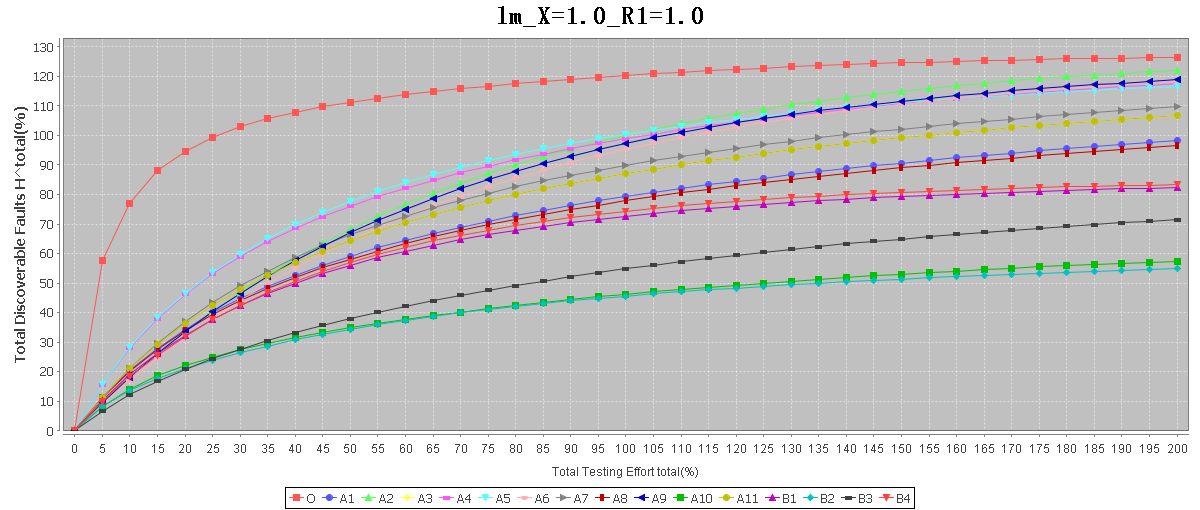 lm_X=1.0_R1=1.0
Total Discoverable Faults H^total(%)
130
120
110
100
90
80
70
60
50
40
30
20
10
0
0 5 10 15 20 25 30 35 40 45 50 55 60 65 70 75 80 85 90 95 100 105 110 115 120 125 130 135 140 145 150 155 160 165 170 175 180 185 190 195 200
Total Testing Effort total(%)
O A1 A2 A3 A4 A5 A6 A7 A8 A9 A10 A11 B1 B2 B3 B4